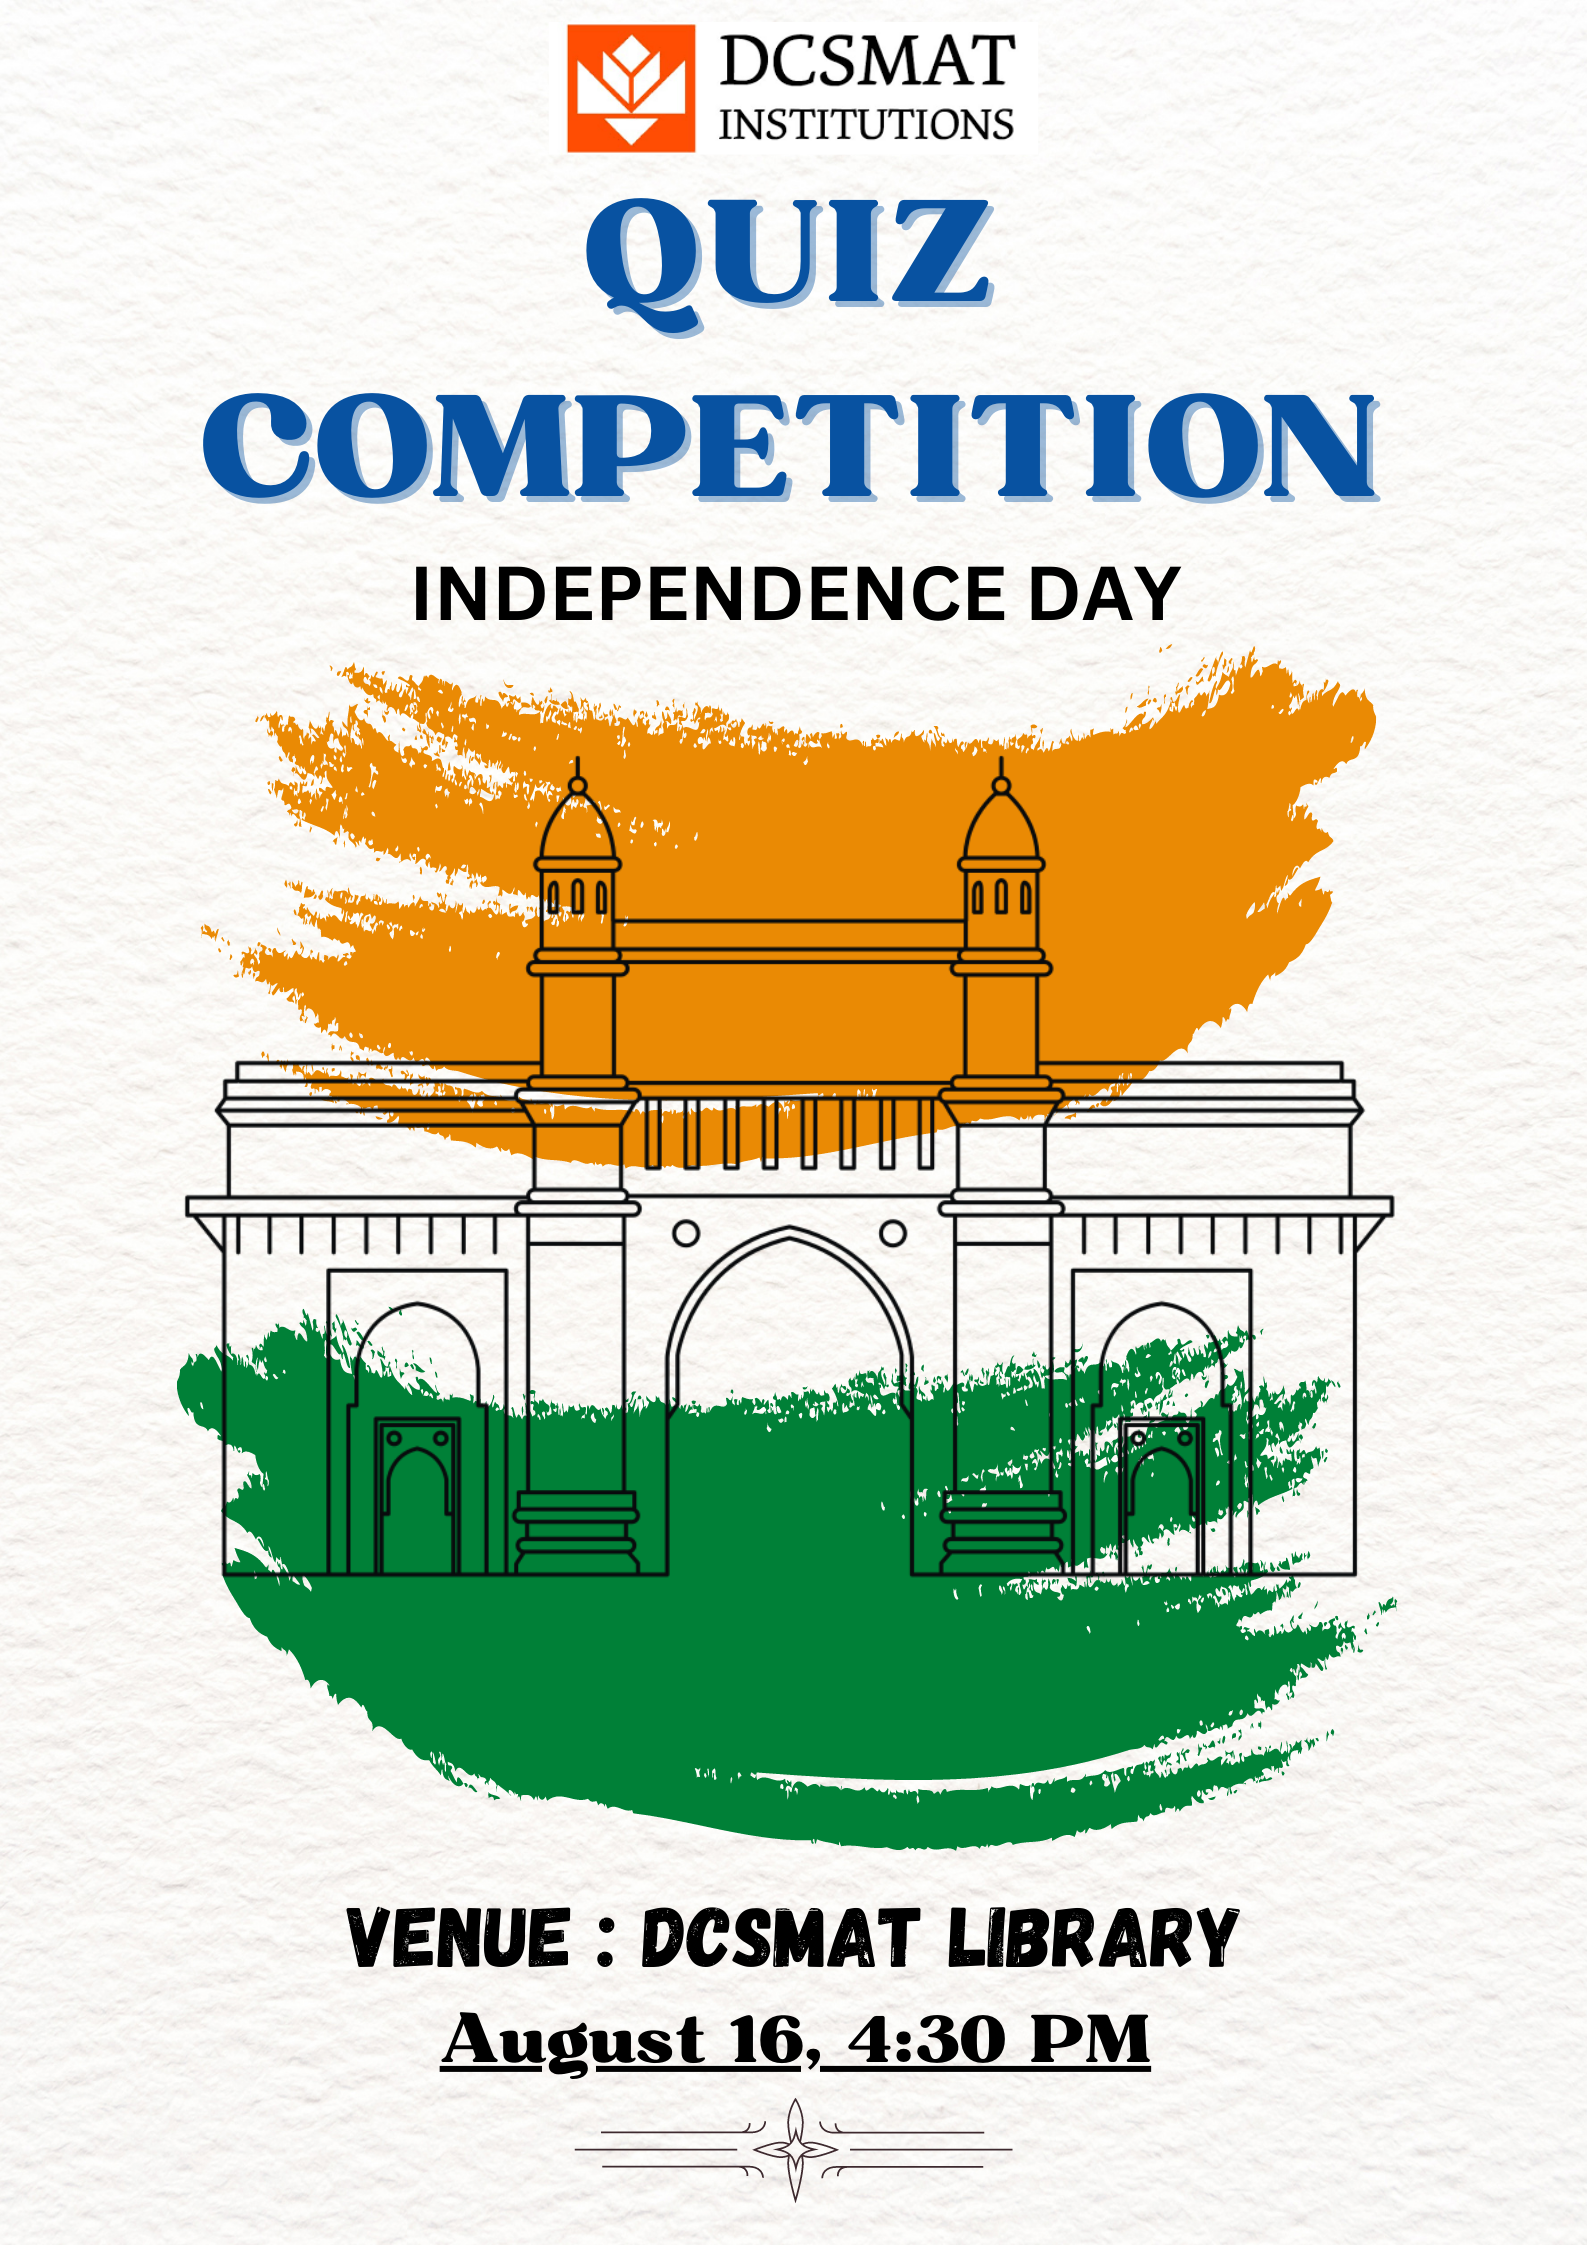 DCSMAT
INSTITUTIONS
QUIZ
COMPETITION
INDEPENDENCE DAY
VENUE : DCSMAT LIBRARY
August 16, 4:30 PM